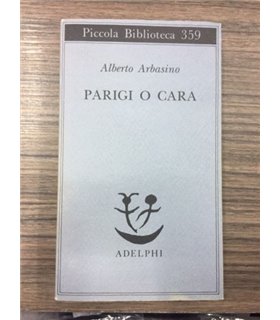 Piccola Biblioteca 359
Alberto Arbasino
PARIGI O CARA
ADELPHI